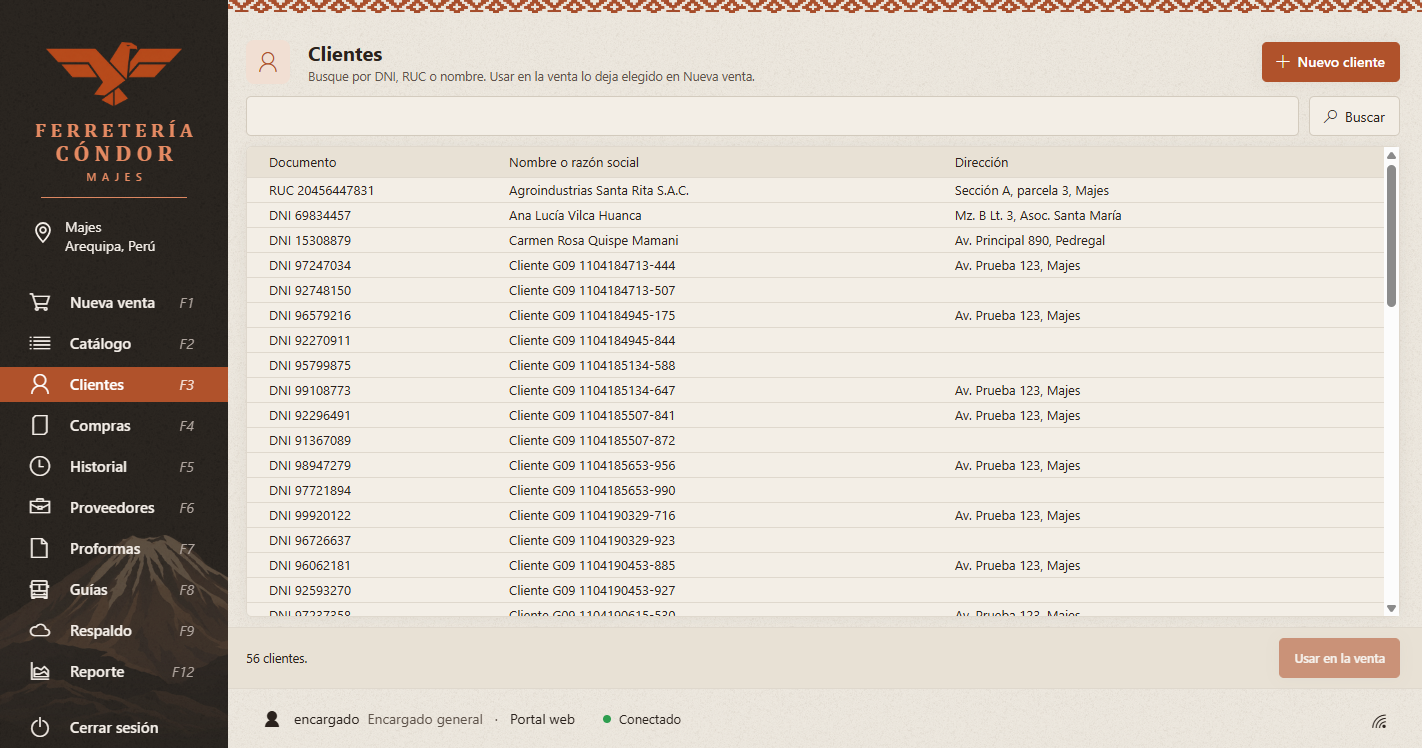 FERRETERÍA
CÓNDOR
MAJES
Majes
Arequipa, Perú
Nueva venta F1
Catálogo F2
Clientes F3
Compras F4
Historial F5
Proveedores F6
Proformas F7
Guías F8
Respaldo F9
Reporte F12
Cerrar sesión
Clientes
Busque por DNI, RUC o nombre. Usar en la venta lo deja elegido en Nueva venta.
Nuevo cliente
Buscar
Documento Nombre o razón social Dirección
RUC 20456447831 Agroindustrias Santa Rita S.A.C. Sección A, parcela 3, Majes
DNI 69834457 Ana Lucía Vilca Huanca Mz. B Lt. 3, Asoc. Santa María
DNI 15308879 Carmen Rosa Quispe Mamani Av. Principal 890, Pedregal
DNI 97247034 Cliente G09 1104184713-444 Av. Prueba 123, Majes
DNI 92748150 Cliente G09 1104184713-507
DNI 96579216 Cliente G09 1104184945-175 Av. Prueba 123, Majes
DNI 92270911 Cliente G09 1104184945-844
DNI 95799875 Cliente G09 1104185134-588
DNI 99108773 Cliente G09 1104185134-647 Av. Prueba 123, Majes
DNI 92296491 Cliente G09 1104185507-841 Av. Prueba 123, Majes
DNI 91367089 Cliente G09 1104185507-872
DNI 98947279 Cliente G09 1104185653-956 Av. Prueba 123, Majes
DNI 97721894 Cliente G09 1104185653-990
DNI 99920122 Cliente G09 1104190329-716 Av. Prueba 123, Majes
DNI 96726637 Cliente G09 1104190329-923
DNI 96062181 Cliente G09 1104190453-885 Av. Prueba 123, Majes
DNI 92593270 Cliente G09 1104190453-927
DNI 97237358 Cliente G09 1104190615-530 Av. Prueba 123, Majes
56 clientes.
Usar en la venta
encargado Encargado general · Portal web Conectado